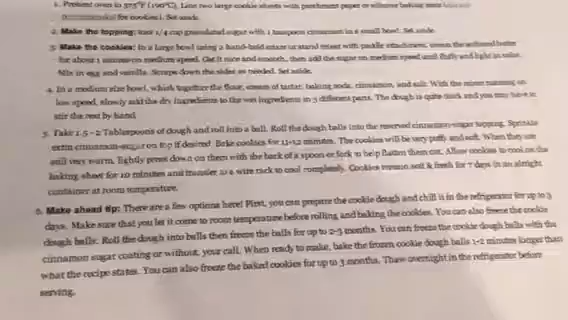 1. Preheat oven to 375°F (190°C). Line two large cookie sheets with parchment paper or silicone baking mats
for cookies). Set aside.
2. Make the topping: toss 1/4 cup granulated sugar with 1 teaspoon cinnamon in a small bowl. Set aside.
3. Make the cookies: In a large bowl using a hand-held mixer or stand mixer with paddle attachment, cream the softened butter
for about 1 minute on medium speed. Get it nice and smooth, then add the sugar on medium speed until fluffy and light in color.
Mix in egg and vanilla. Scrape down the sides as needed. Set aside.
4. In a medium size bowl, whisk together the flour, cream of tartar, baking soda, cinnamon, and salt. With the mixer running on
low speed, slowly add the dry ingredients to the wet ingredients in 3 different parts. The dough is quite thick and you may have to
stir the rest by hand.
5. Take 1.5 - 2 Tablespoons of dough and roll into a ball. Roll the dough balls into the reserved cinnamon-sugar topping. Sprinkle
extra cinnamon-sugar on top if desired. Bake cookies for 11-12 minutes. The cookies will be very puffy and soft. When they are
still very warm, lightly press down on them with the back of a spoon or fork to help flatten them out. Allow cookies to cool on the
baking sheet for 10 minutes and transfer to a wire rack to cool completely. Cookies remain soft & fresh for 7 days in an airtight
container at room temperature.
6. Make ahead tip: There are a few options here! First, you can prepare the cookie dough and chill it in the refrigerator for up to 3
days. Make sure that you let it come to room temperature before rolling and baking the cookies. You can also freeze the cookie
dough balls. Roll the dough into balls then freeze the balls for up to 2-3 months. You can freeze the cookie dough balls with the
cinnamon sugar coating or without, your call. When ready to make, bake the frozen cookie dough balls 1-2 minutes longer than
what the recipe states. You can also freeze the baked cookies for up to 3 months. Thaw overnight in the refrigerator before
serving.